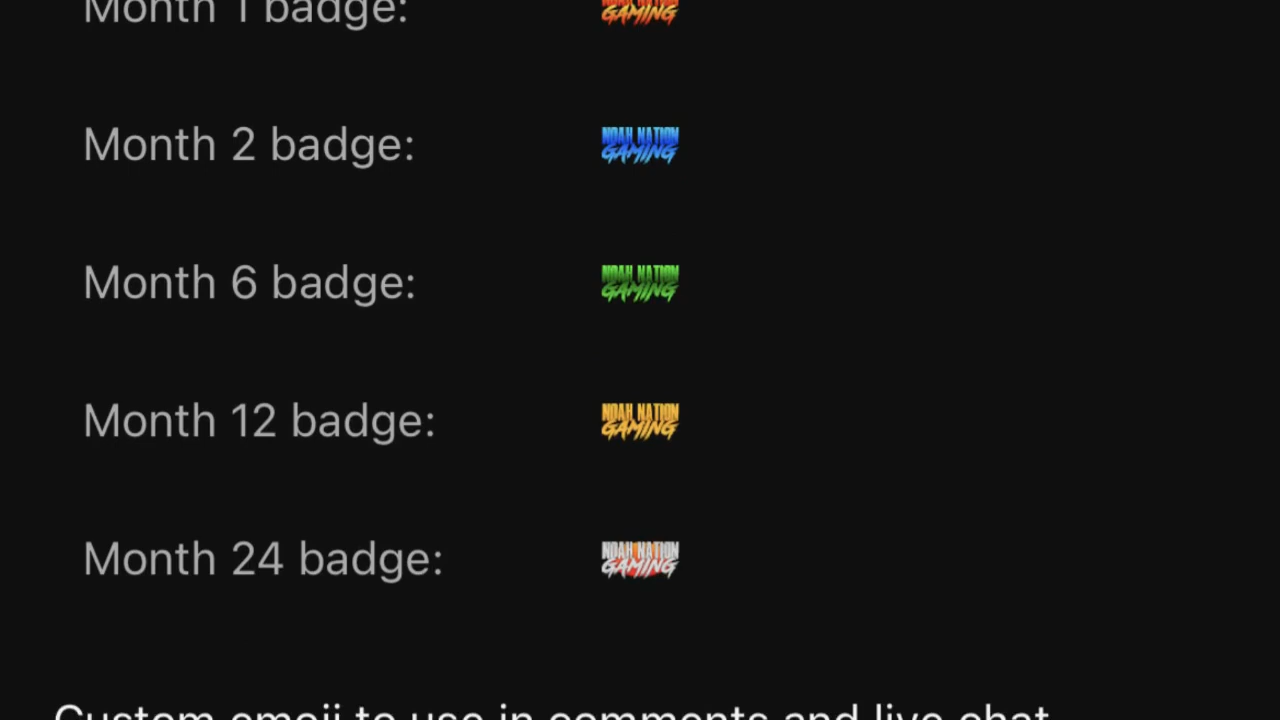 Month 1 badge:
NOAH NATION
GAMING
Month 2 badge:
NOAH NATION
GAMING
Month 6 badge:
NOAH NATION
GAMING
Month 12 badge:
NOAH NATION
GAMING
Month 24 badge:
NOAH NATION
GAMING
Custom emoji to use in comments and live chat